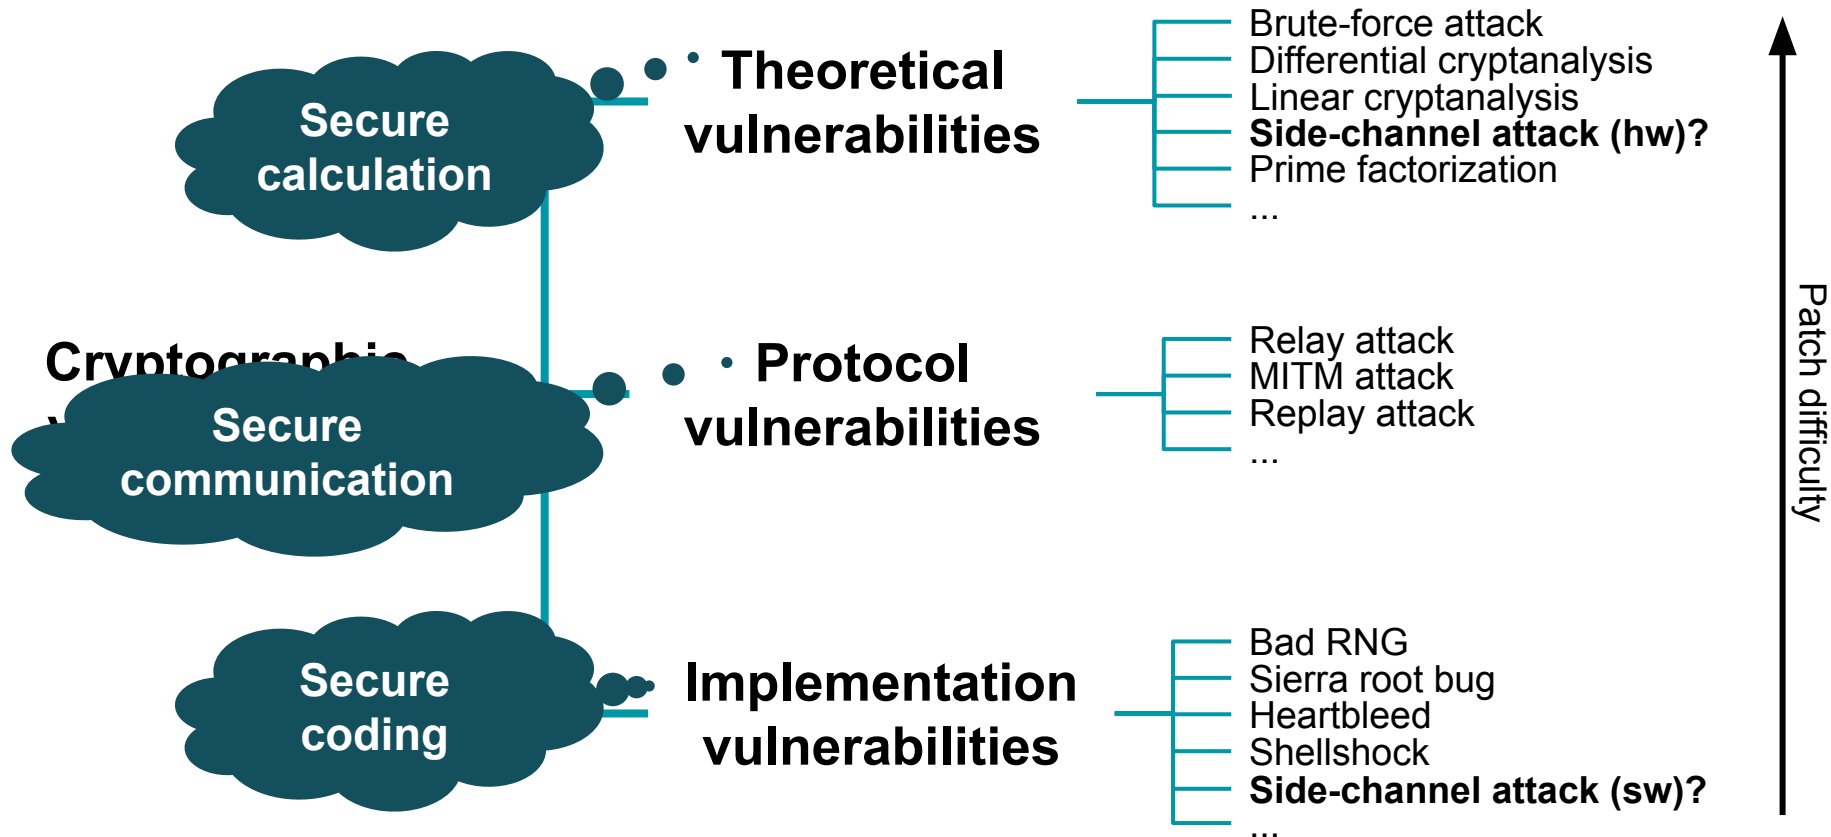 Secure
calculation
Theoretical
vulnerabilities
Brute-force attack
Differential cryptanalysis
Linear cryptanalysis
Side-channel attack (hw)?
Prime factorization
...
Cryptographic
Secure
communication
Protocol
vulnerabilities
Relay attack
MITM attack
Replay attack
...
Secure
coding
Implementation
vulnerabilities
Bad RNG
Sierra root bug
Heartbleed
Shellshock
Side-channel attack (sw)?
...
Patch difficulty